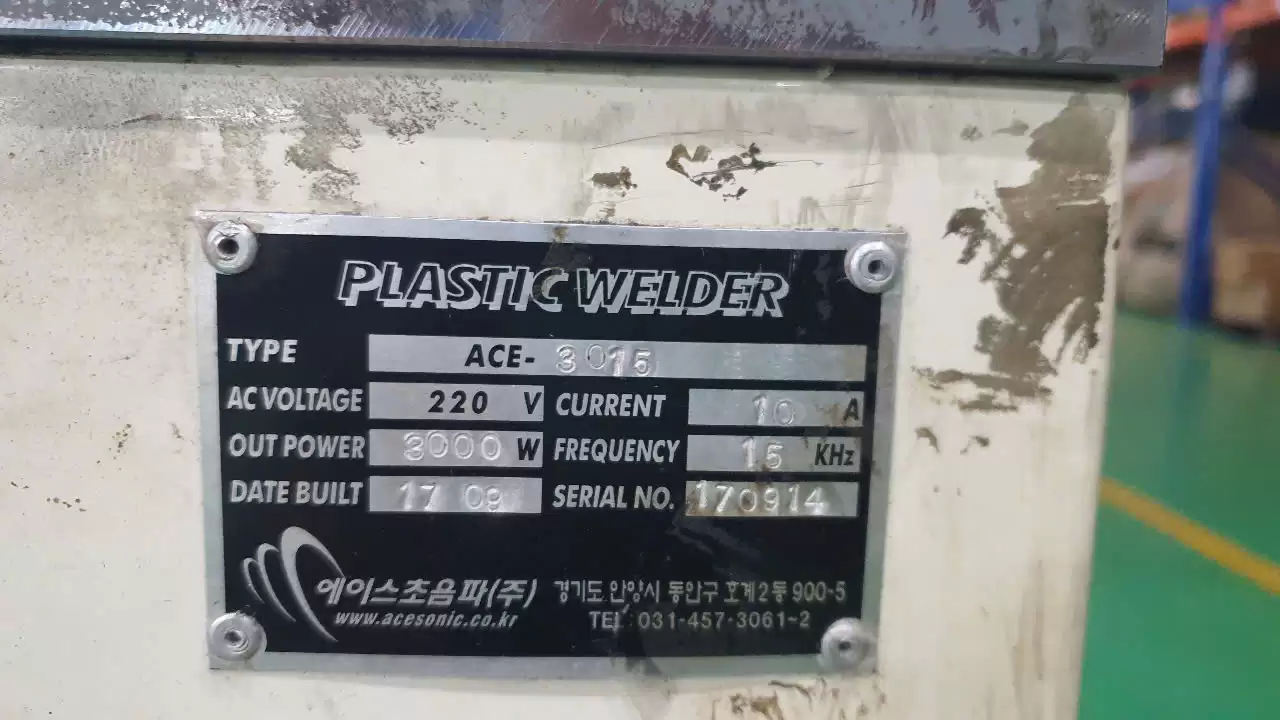 PLASTIC WELDER
TYPE ACE- 3015
AC VOLTAGE 220 V CURRENT 10 A
OUT POWER 3000 W FREQUENCY 15 KHz
DATE BUILT 17 09 SERIAL NO. 170914
에이스초음파(주) 경기도 안양시 동안구 호계2동 900-5
www.acesonic.co.kr TEL : 031-457-3061~2